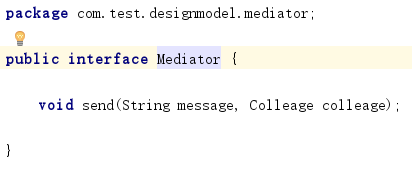 package com.test.designmodel.mediator;
public interface Mediator {
void send(String message, Colleage colleage);
}